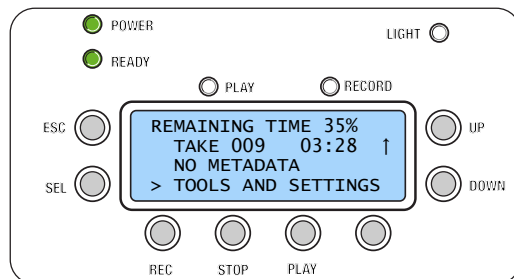 POWER
LIGHT
READY
PLAY
RECORD
ESC
REMAINING TIME 35%
UP
TAKE 009 03:28 ↑
NO METADATA
SEL
> TOOLS AND SETTINGS
DOWN
REC
STOP
PLAY